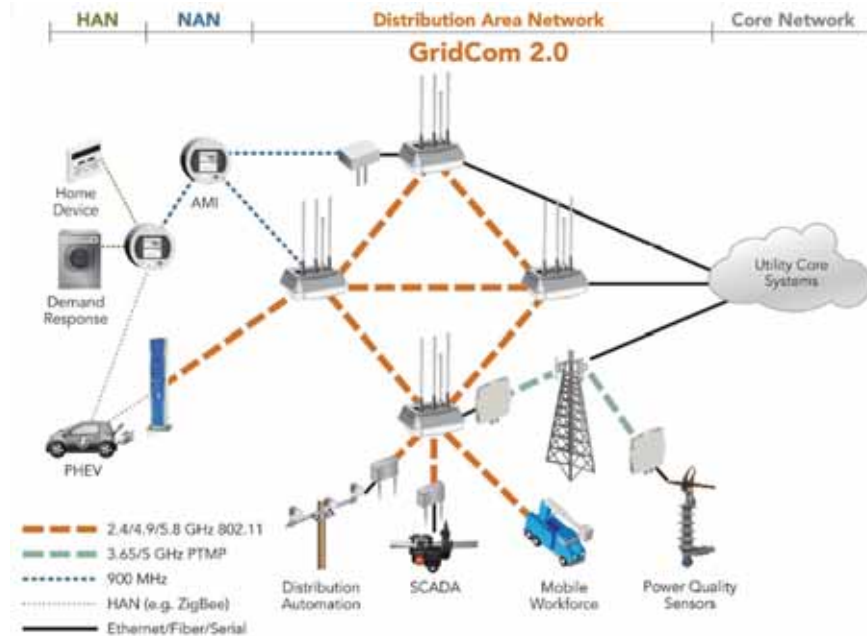 HAN
NAN
Distribution Area Network
Core Network
GridCom 2.0
Home
Device
AMI
Demand
Response
Utility Core
Systems
PHEV
2.4/4.9/5.8 GHz 802.11
3.65/5 GHz PTMP
900 MHz
HAN (e.g. ZigBee)
Ethernet/Fiber/Serial
Distribution
Automation
SCADA
Mobile
Workforce
Power Quality
Sensors